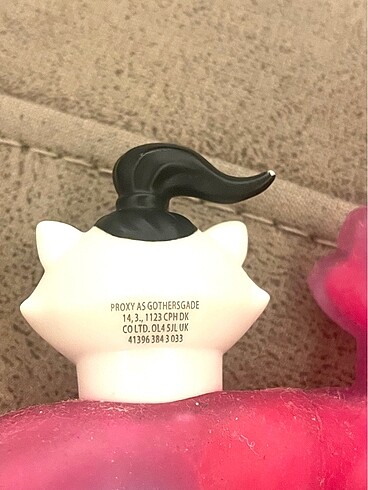 PROXY AS GOTHERSGADE
14, 3., 1123 CPH DK
CO LTD. OL4 5JL UK
41396 384 3 033